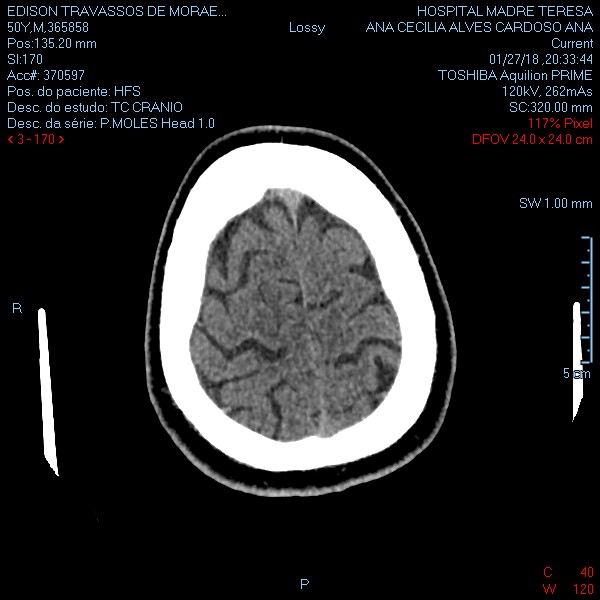 EDISON TRAVASSOS DE MORAE...
50Y,M,365858
Pos:135.20 mm
SI:170
Acc#: 370597
Pos. do paciente: HFS
Desc. do estudo: TC CRANIO
Desc. da série: P.MOLES Head 1.0
< 3 - 170 >
Lossy
HOSPITAL MADRE TERESA
ANA CECILIA ALVES CARDOSO ANA
Current
01/27/18 ,20:33:44
TOSHIBA Aquilion PRIME
120kV, 262mAs
SC:320.00 mm
117% Pixel
DFOV 24.0 x 24.0 cm
SW 1.00 mm
R
5 cm
P
C 40
W 120